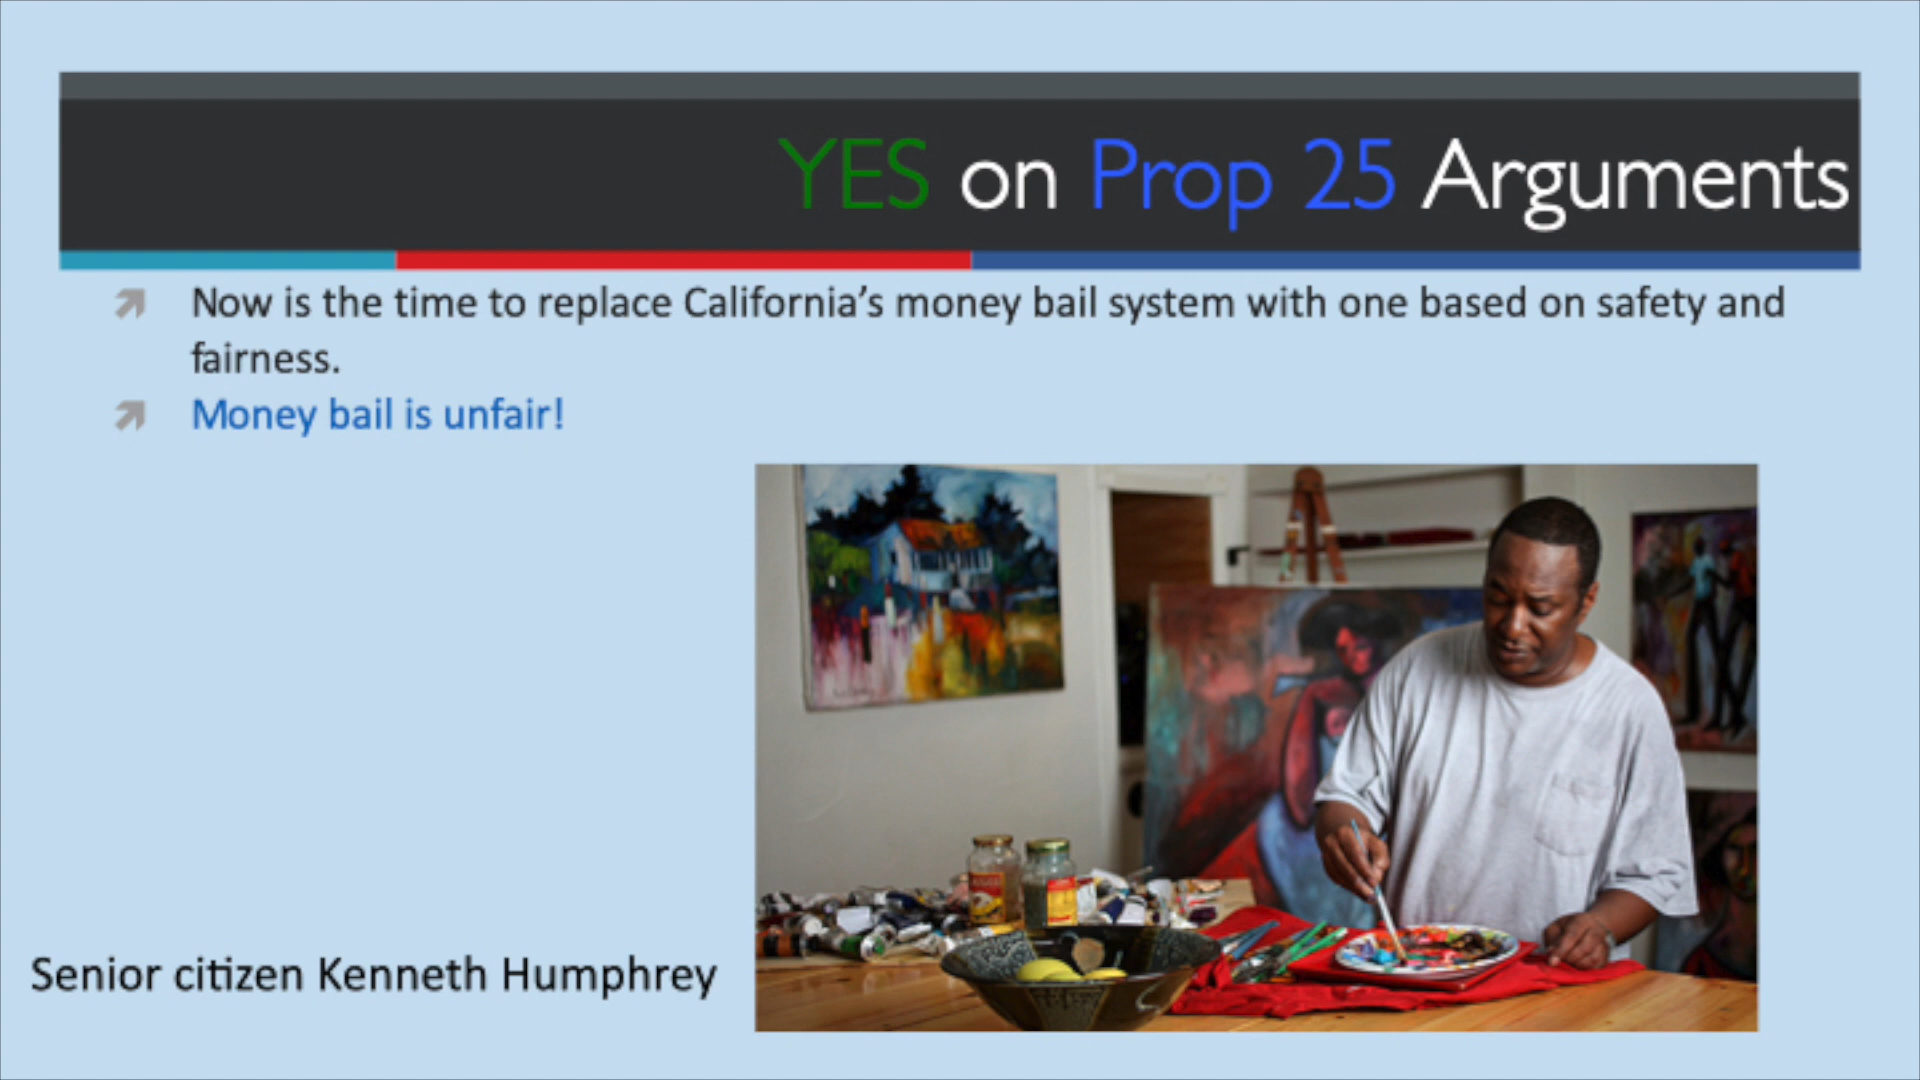 YES on Prop 25 Arguments
Now is the time to replace California’s money bail system with one based on safety and
fairness.
Money bail is unfair!
Senior citizen Kenneth Humphrey